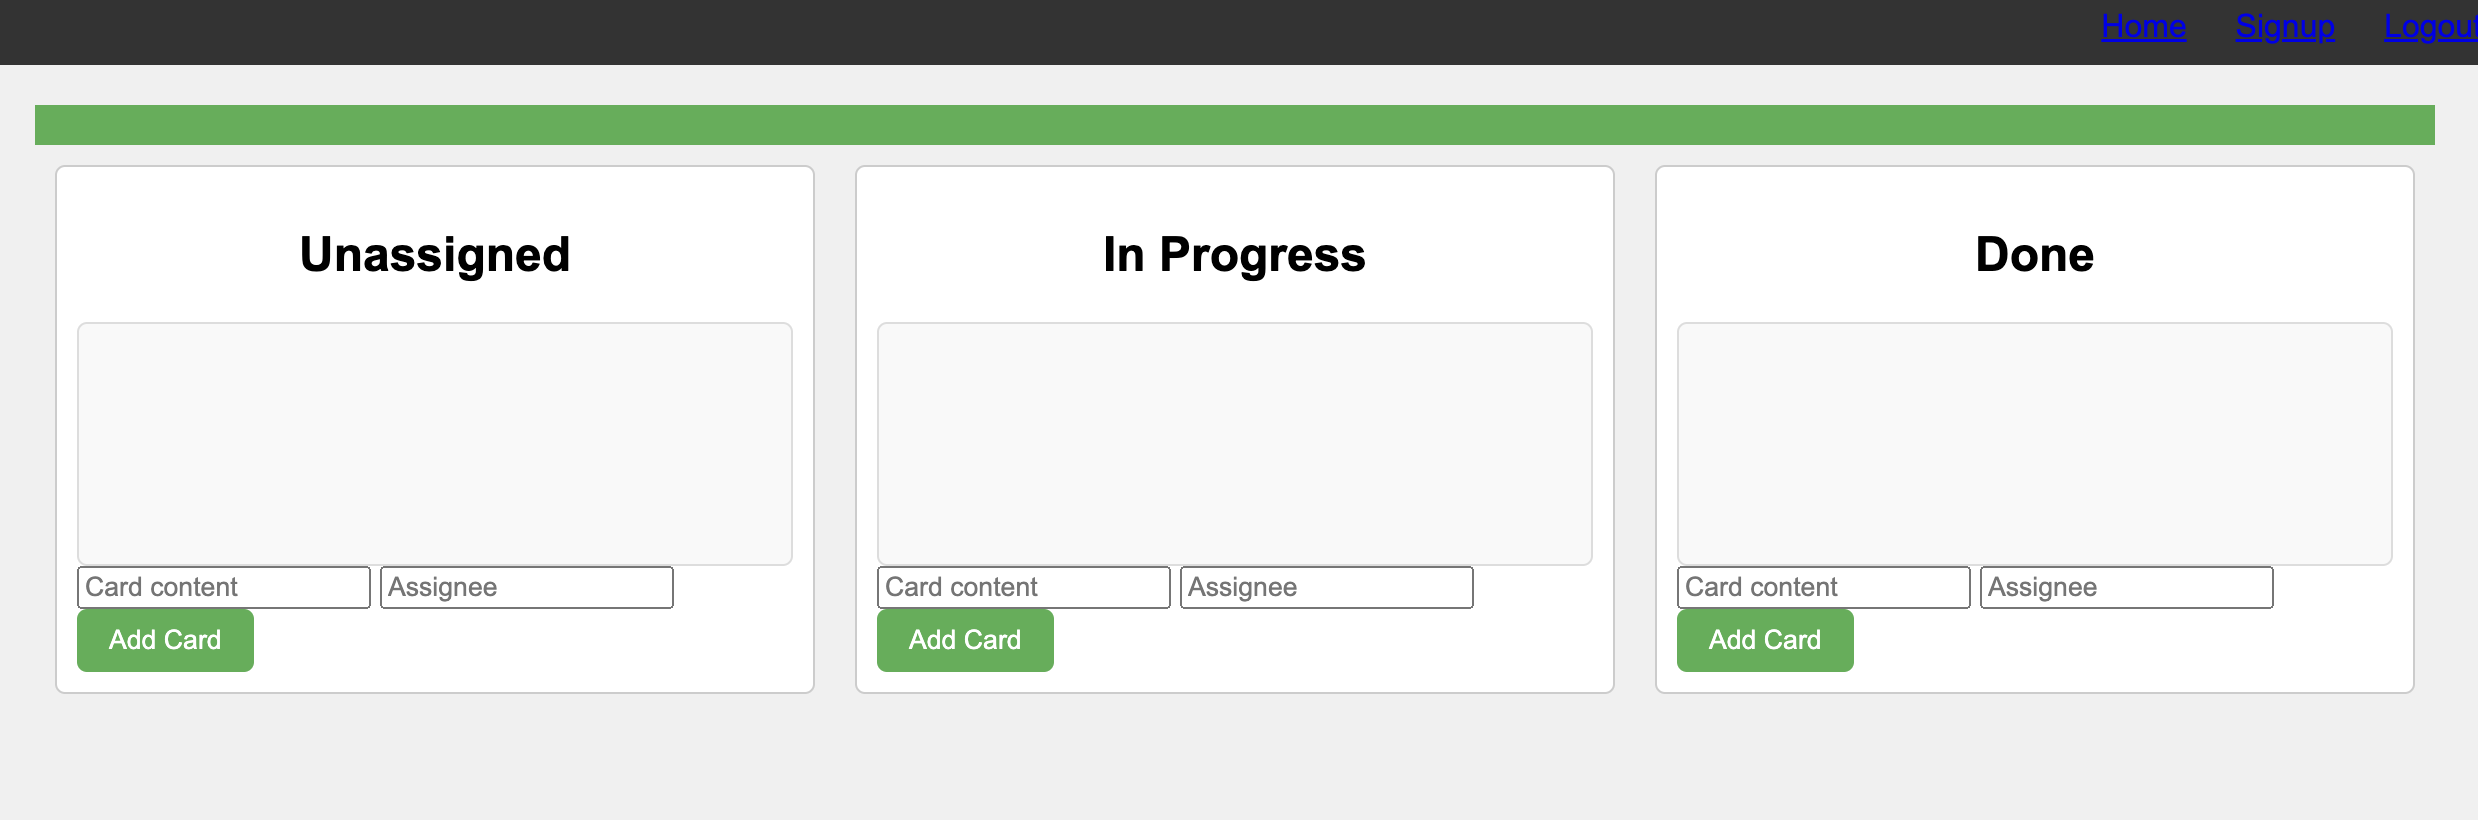 Home Signup Logout
Unassigned
In Progress
Done
Card content Assignee
Card content Assignee
Card content Assignee
Add Card
Add Card
Add Card